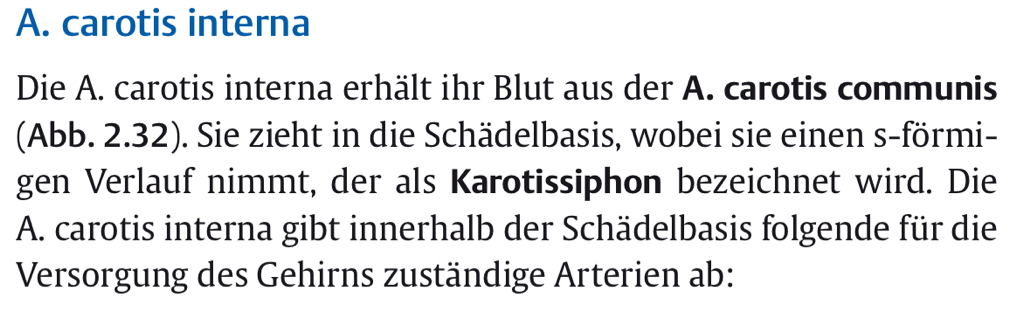 A. carotis interna
Die A. carotis interna erhält ihr Blut aus der A. carotis communis
(Abb. 2.32). Sie zieht in die Schädelbasis, wobei sie einen s-förmi-
gen Verlauf nimmt, der als Karotissiphon bezeichnet wird. Die
A. carotis interna gibt innerhalb der Schädelbasis folgende für die
Versorgung des Gehirns zuständige Arterien ab: